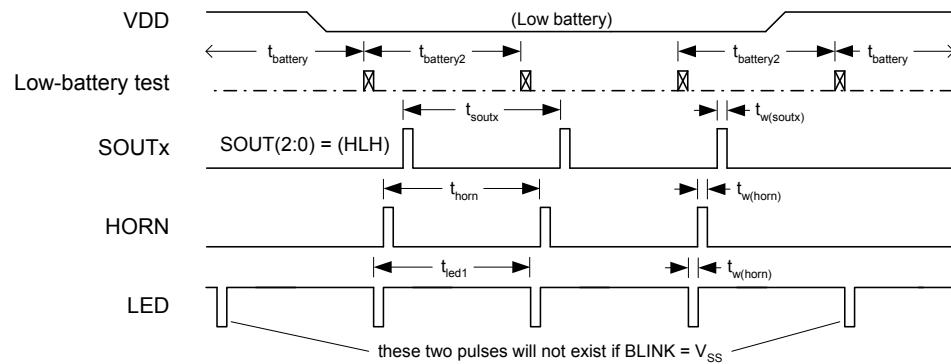 VDD
(Low battery)
t_battery t_battery2 t_battery2 t_battery
Low-battery test
t_soutx t_w(soutx)
SOUTx SOUT(2:0) = (HLH)
t_horn t_w(horn)
HORN
t_led1 t_w(horn)
LED
these two pulses will not exist if BLINK = V_SS